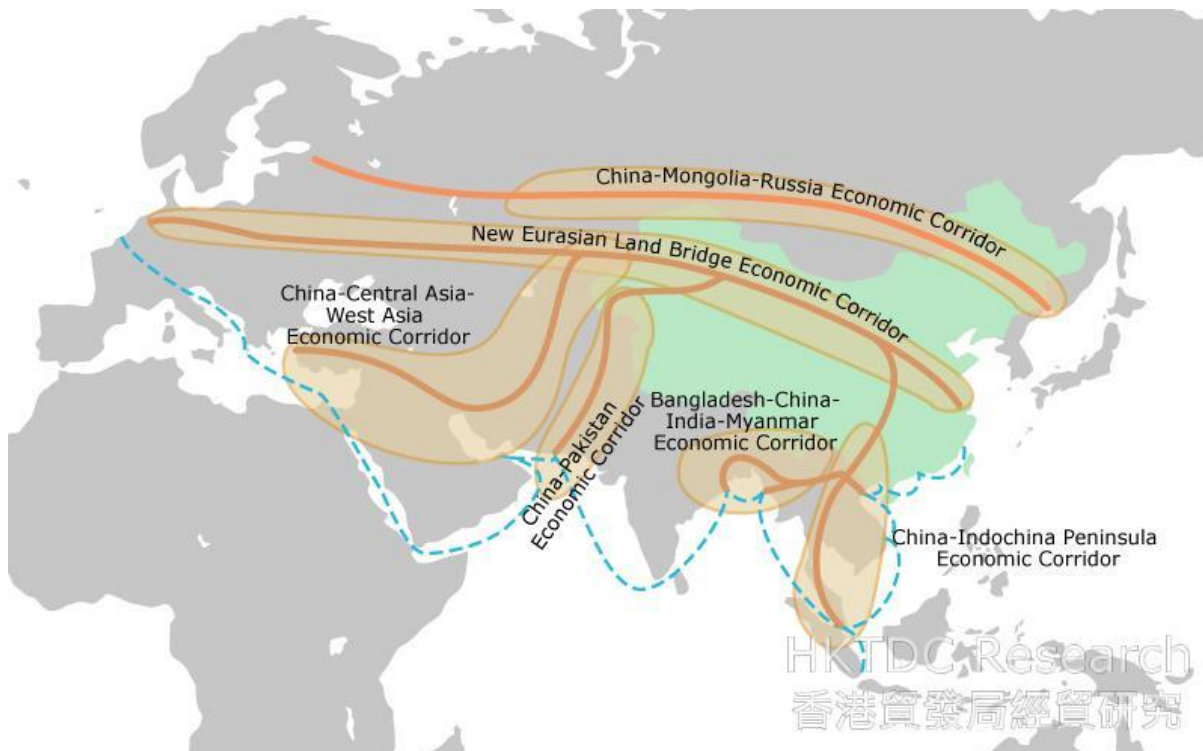 China-Mongolia-Russia Economic Corridor
New Eurasian Land Bridge Economic Corridor
China-Central Asia-
West Asia
Economic Corridor
China-Pakistan
Economic Corridor
Bangladesh-China-
India-Myanmar
Economic Corridor
China-Indochina Peninsula
Economic Corridor
HKTDC Research
香港貿發局經貿研究